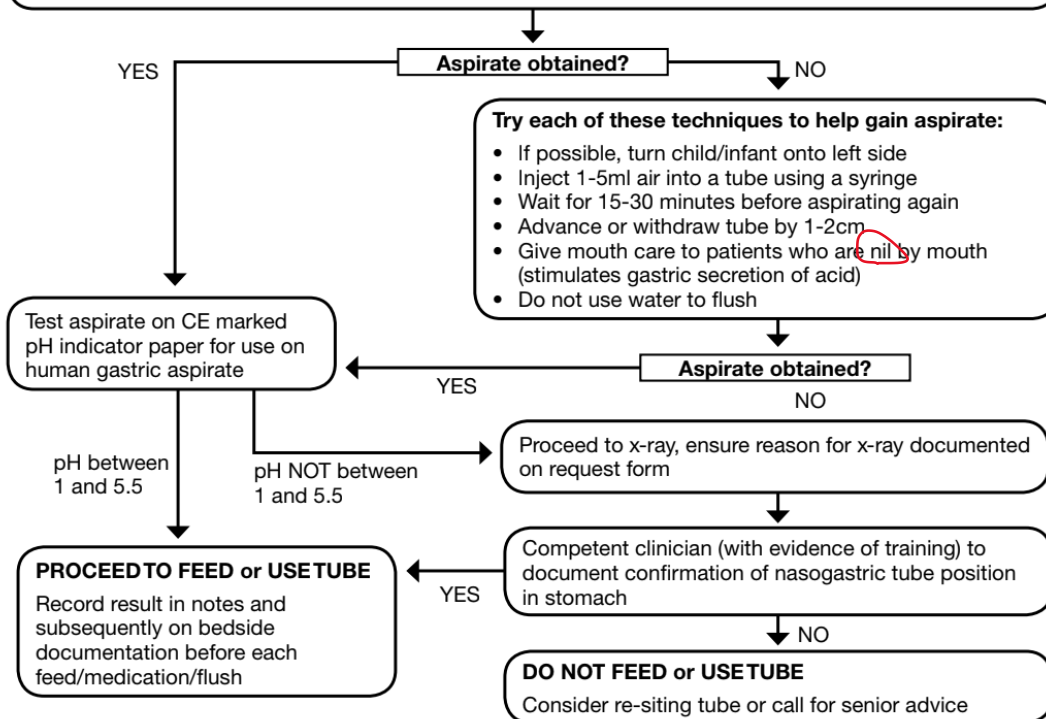 Aspirate obtained?
YES
NO
Try each of these techniques to help gain aspirate:
• If possible, turn child/infant onto left side
• Inject 1-5ml air into a tube using a syringe
• Wait for 15-30 minutes before aspirating again
• Advance or withdraw tube by 1-2cm
• Give mouth care to patients who are nil by mouth
(stimulates gastric secretion of acid)
• Do not use water to flush
Test aspirate on CE marked
pH indicator paper for use on
human gastric aspirate
Aspirate obtained?
YES
NO
pH between
1 and 5.5
pH NOT between
1 and 5.5
Proceed to x-ray, ensure reason for x-ray documented
on request form
Competent clinician (with evidence of training) to
document confirmation of nasogastric tube position
in stomach
YES
NO
PROCEED TO FEED or USE TUBE
Record result in notes and
subsequently on bedside
documentation before each
feed/medication/flush
DO NOT FEED or USE TUBE
Consider re-siting tube or call for senior advice